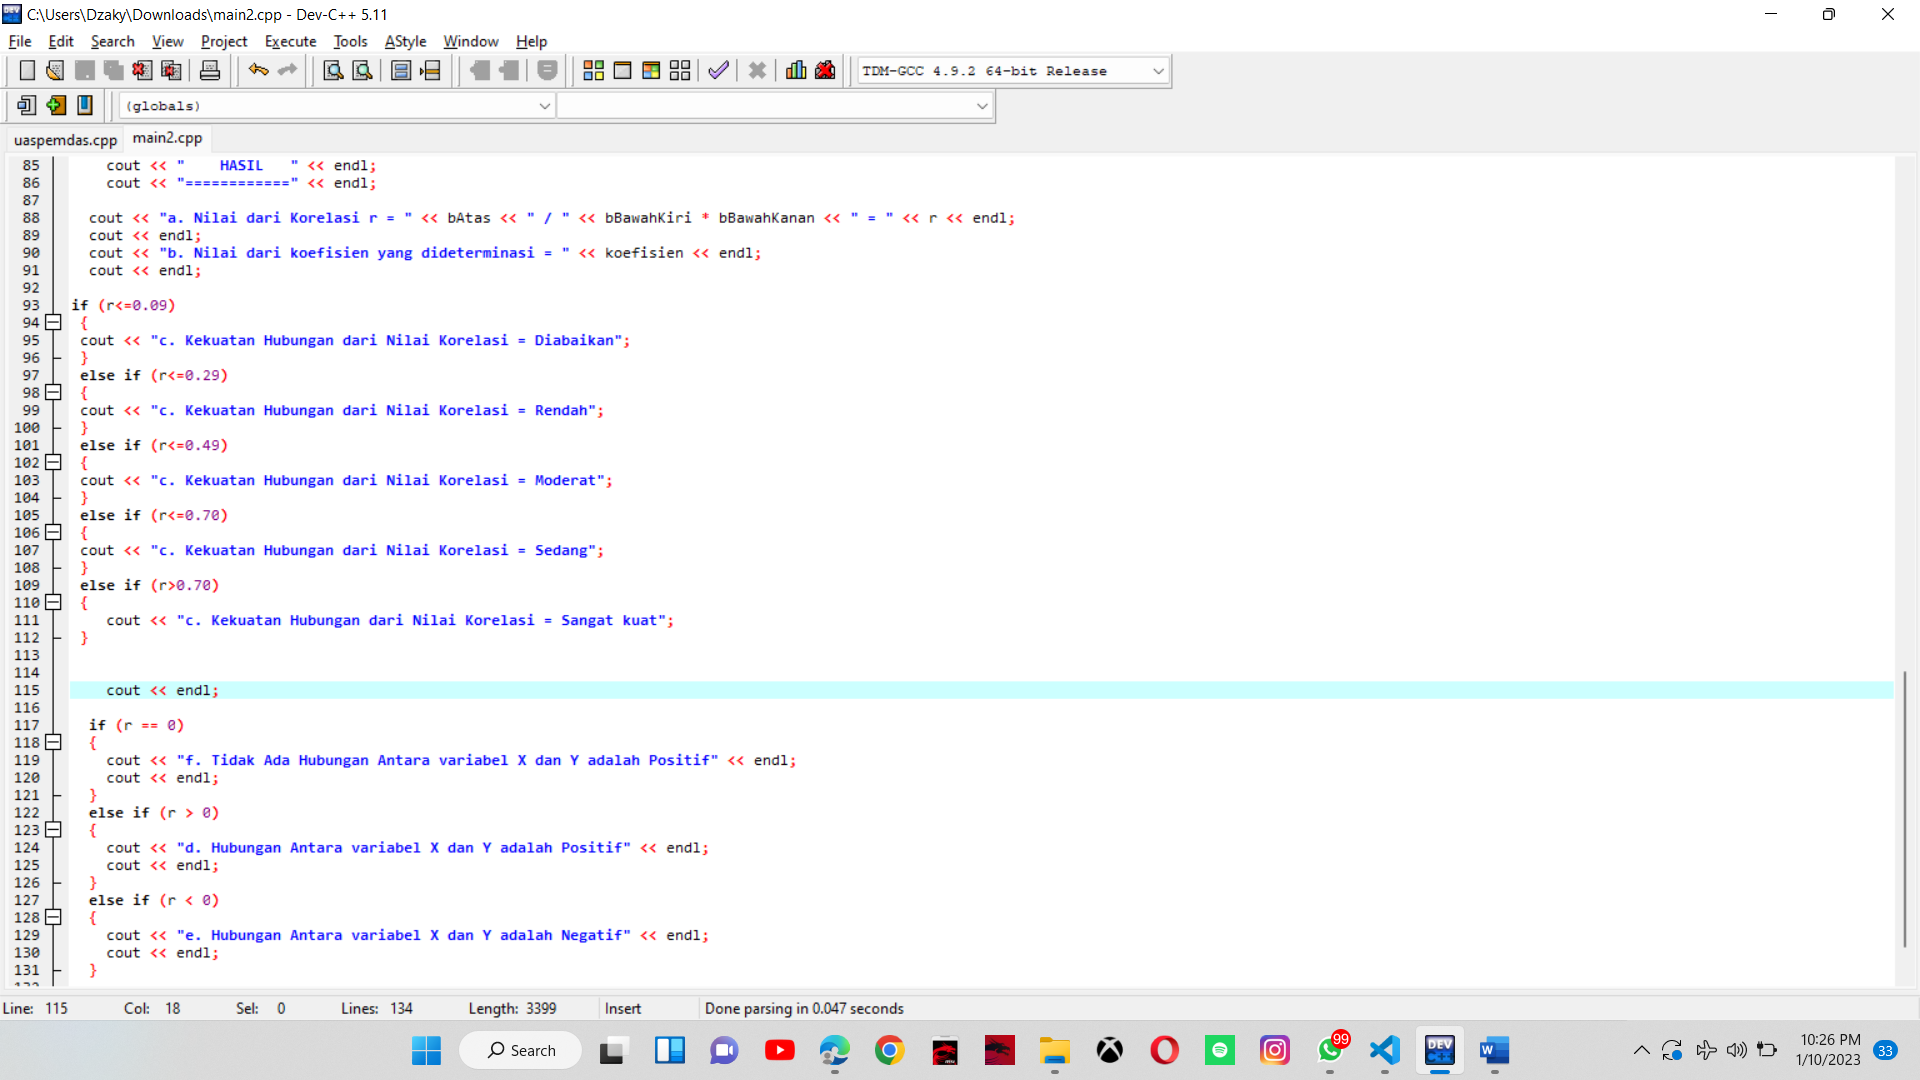 C:\Users\Dzaky\Downloads\main2.cpp - Dev-C++ 5.11
File Edit Search View Project Execute Tools AStyle Window Help
TDM-GCC 4.9.2 64-bit Release
(globals)
uaspemdas.cpp main2.cpp
85 cout << "    HASIL   " << endl;
86 cout << "============" << endl;
87
88 cout << "a. Nilai dari Korelasi r = " << bAtas << " / " << bBawahKiri * bBawahKanan << " = " << r << endl;
89 cout << endl;
90 cout << "b. Nilai dari koefisien yang dideterminasi = " << koefisien << endl;
91 cout << endl;
92
93 if (r<=0.09)
94 {
95 cout << "c. Kekuatan Hubungan dari Nilai Korelasi = Diabaikan";
96 }
97 else if (r<=0.29)
98 {
99 cout << "c. Kekuatan Hubungan dari Nilai Korelasi = Rendah";
100 }
101 else if (r<=0.49)
102 {
103 cout << "c. Kekuatan Hubungan dari Nilai Korelasi = Moderat";
104 }
105 else if (r<=0.70)
106 {
107 cout << "c. Kekuatan Hubungan dari Nilai Korelasi = Sedang";
108 }
109 else if (r>0.70)
110 {
111 cout << "c. Kekuatan Hubungan dari Nilai Korelasi = Sangat kuat";
112 }
113
114
115 cout << endl;
116
117 if (r == 0)
118 {
119 cout << "f. Tidak Ada Hubungan Antara variabel X dan Y adalah Positif" << endl;
120 cout << endl;
121 }
122 else if (r > 0)
123 {
124 cout << "d. Hubungan Antara variabel X dan Y adalah Positif" << endl;
125 cout << endl;
126 }
127 else if (r < 0)
128 {
129 cout << "e. Hubungan Antara variabel X dan Y adalah Negatif" << endl;
130 cout << endl;
131 }
Line: 115 Col: 18 Sel: 0 Lines: 134 Length: 3399 Insert Done parsing in 0.047 seconds
Search
99
DEV
C++
W
10:26 PM
1/10/2023
33